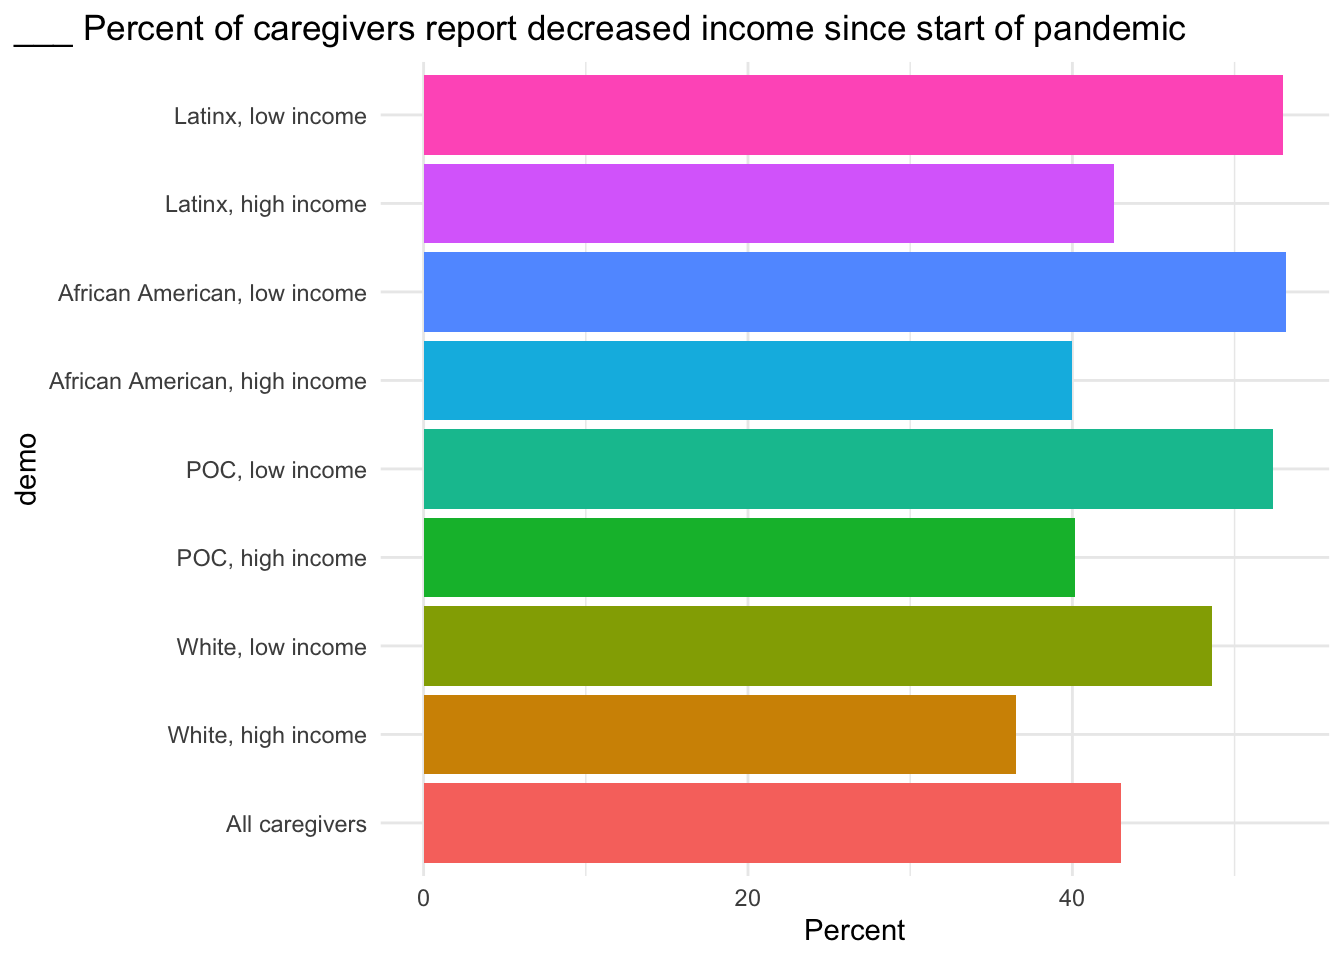 ___ Percent of caregivers report decreased income since start of pandemic
Latinx, low income
Latinx, high income
African American, low income
African American, high income
POC, low income
POC, high income
White, low income
White, high income
All caregivers
demo
0 20 40
Percent